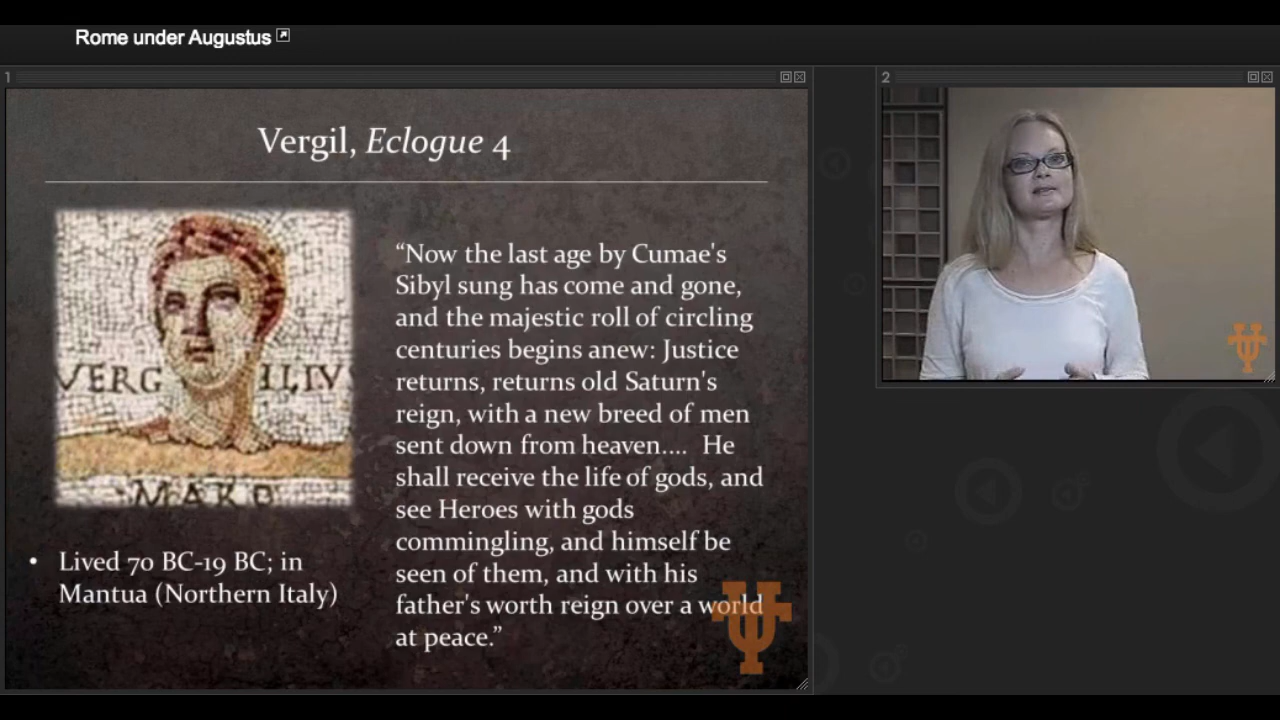 Rome under Augustus
1
2
Vergil, Eclogue 4
“Now the last age by Cumae's
Sibyl sung has come and gone,
and the majestic roll of circling
centuries begins anew: Justice
returns, returns old Saturn's
reign, with a new breed of men
sent down from heaven.... He
shall receive the life of gods, and
see Heroes with gods
commingling, and himself be
seen of them, and with his
father's worth reign over a world
at peace.”
VERG ILIV
MARO
• Lived 70 BC-19 BC; in
Mantua (Northern Italy)